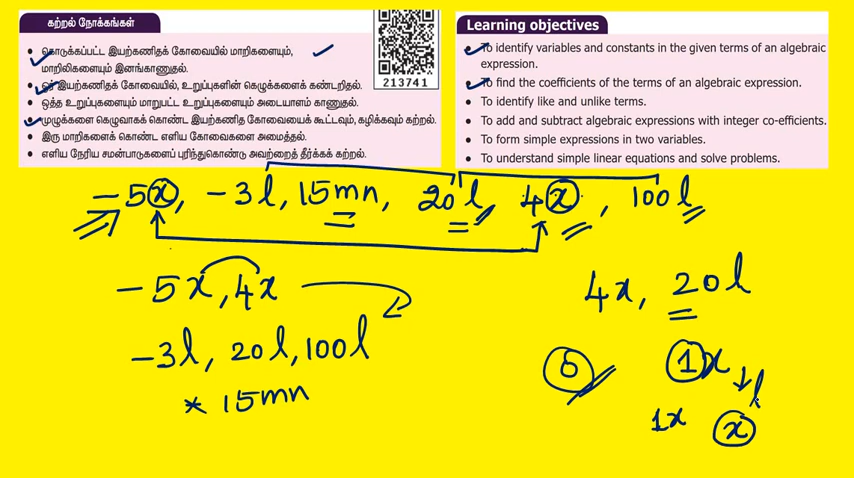 கற்றல் நோக்கங்கள்
• கொடுக்கப்பட்ட இயற்கணிதக் கோவையில் மாறிகளையும்,
மாறிலிகளையும் இனங்காணுதல்.
• ஓர் இயற்கணிதக் கோவையில், உறுப்புகளின் கெழுக்களைக் கண்டறிதல்.
• ஒத்த உறுப்புகளையும் மாறுபட்ட உறுப்புகளையும் அடையாளம் காணுதல்.
• முழுக்களை கெழுவாகக் கொண்ட இயற்கணித கோவையைக் கூட்டவும், கழிக்கவும் கற்றல்.
• இரு மாறிகளைக் கொண்ட எளிய கோவைகளை அமைத்தல்.
• எளிய நேரிய சமன்பாடுகளைப் புரிந்துகொண்டு அவற்றைத் தீர்க்கக் கற்றல்.
213741
Learning objectives
• To identify variables and constants in the given terms of an algebraic
expression.
• To find the coefficients of the terms of an algebraic expression.
• To identify like and unlike terms.
• To add and subtract algebraic expressions with integer co-efficients.
• To form simple expressions in two variables.
• To understand simple linear equations and solve problems.
-5x, -3l, 15mn, 20l, 4x, 100l
-5x, 4x
-3l, 20l, 100l
* 15mn
4x, 20l
6
1x
l
1x
x